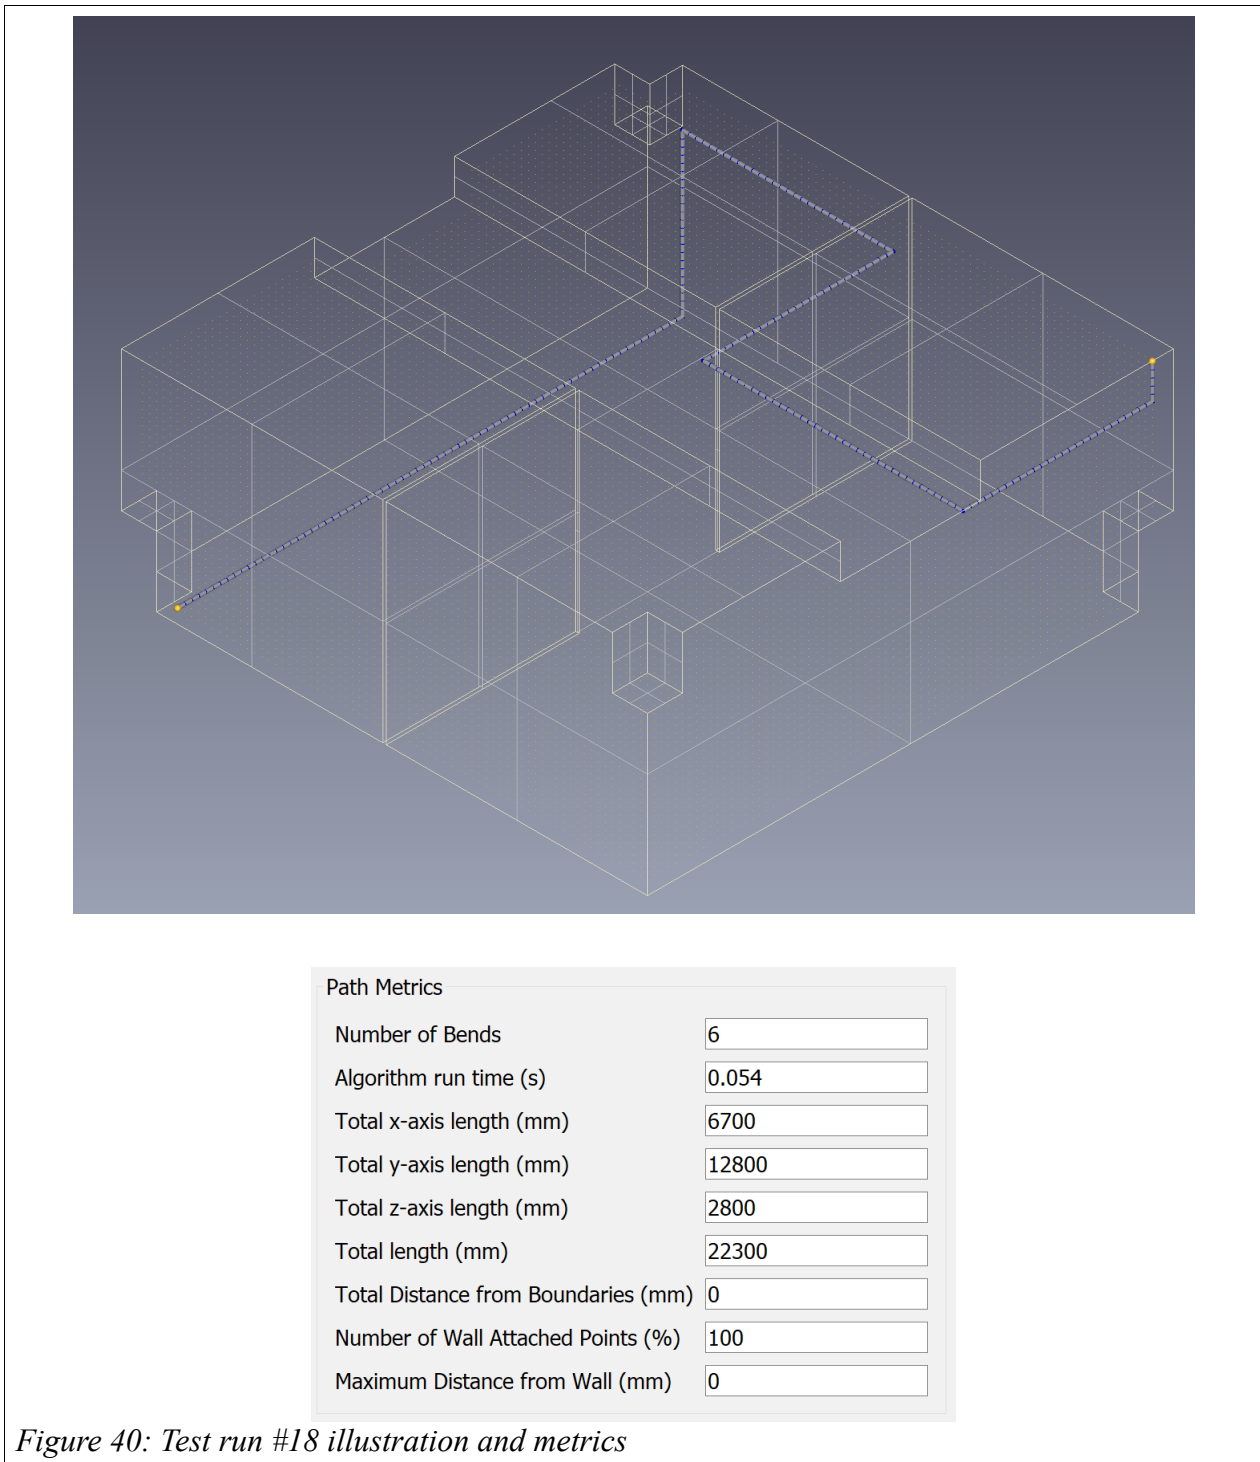 Path Metrics
Number of Bends 6
Algorithm run time (s) 0.054
Total x-axis length (mm) 6700
Total y-axis length (mm) 12800
Total z-axis length (mm) 2800
Total length (mm) 22300
Total Distance from Boundaries (mm) 0
Number of Wall Attached Points (%) 100
Maximum Distance from Wall (mm) 0
Figure 40: Test run #18 illustration and metrics